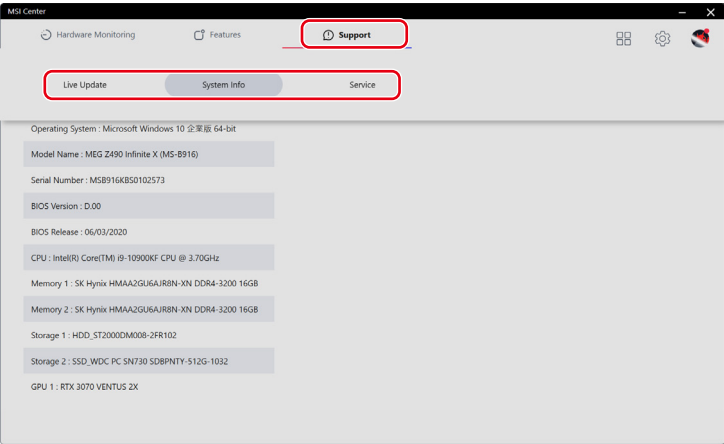 MSI Center
Hardware Monitoring
Features
Support
Live Update
System Info
Service
Operating System : Microsoft Windows 10 企業版 64-bit
Model Name : MEG Z490 Infinite X (MS-B916)
Serial Number : MSB916KBS0102573
BIOS Version : D.00
BIOS Release : 06/03/2020
CPU : Intel(R) Core(TM) i9-10900KF CPU @ 3.70GHz
Memory 1 : SK Hynix HMAA2GU6AJR8N-XN DDR4-3200 16GB
Memory 2 : SK Hynix HMAA2GU6AJR8N-XN DDR4-3200 16GB
Storage 1 : HDD_ST2000DM008-2FR102
Storage 2 : SSD_WDC PC SN730 SDBPNTY-512G-1032
GPU 1 : RTX 3070 VENTUS 2X